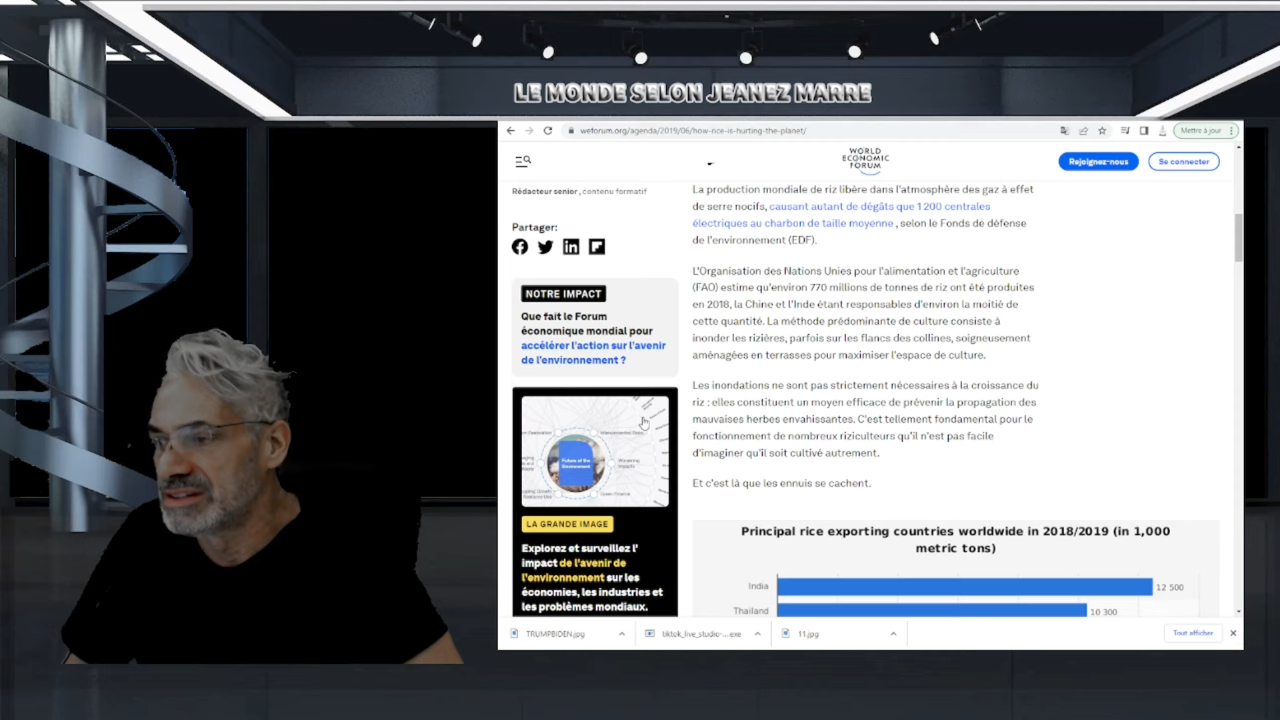 LE MONDE SELON JEANEZ MARRE
weforum.org/agenda/2019/06/how-rice-is-hurting-the-planet/
Mettre à jour
WORLD
ECONOMIC
FORUM
Rejoignez-nous
Se connecter
Rédacteur senior , contenu formatif
Partager:
NOTRE IMPACT
Que fait le Forum
économique mondial pour
accélérer l'action sur l'avenir
de l'environnement ?
Future of the
Environment
Green Finance
LA GRANDE IMAGE
Explorez et surveillez l'
impact de l'avenir de
l'environnement sur les
économies, les industries et
les problèmes mondiaux.
La production mondiale de riz libère dans l'atmosphère des gaz à effet
de serre nocifs, causant autant de dégâts que 1 200 centrales
électriques au charbon de taille moyenne , selon le Fonds de défense
de l'environnement (EDF).
L'Organisation des Nations Unies pour l'alimentation et l'agriculture
(FAO) estime qu'environ 770 millions de tonnes de riz ont été produites
en 2018, la Chine et l'Inde étant responsables d'environ la moitié de
cette quantité. La méthode prédominante de culture consiste à
inonder les rizières, parfois sur les flancs des collines, soigneusement
aménagées en terrasses pour maximiser l'espace de culture.
Les inondations ne sont pas strictement nécessaires à la croissance du
riz : elles constituent un moyen efficace de prévenir la propagation des
mauvaises herbes envahissantes. C'est tellement fondamental pour le
fonctionnement de nombreux riziculteurs qu'il n'est pas facile
d'imaginer qu'il soit cultivé autrement.
Et c'est là que les ennuis se cachent.
Principal rice exporting countries worldwide in 2018/2019 (in 1,000
metric tons)
India 12 500
Thailand 10 300
TRUMPBIDEN.jpg
tiktok_live_studio-....exe
11.jpg
Tout afficher